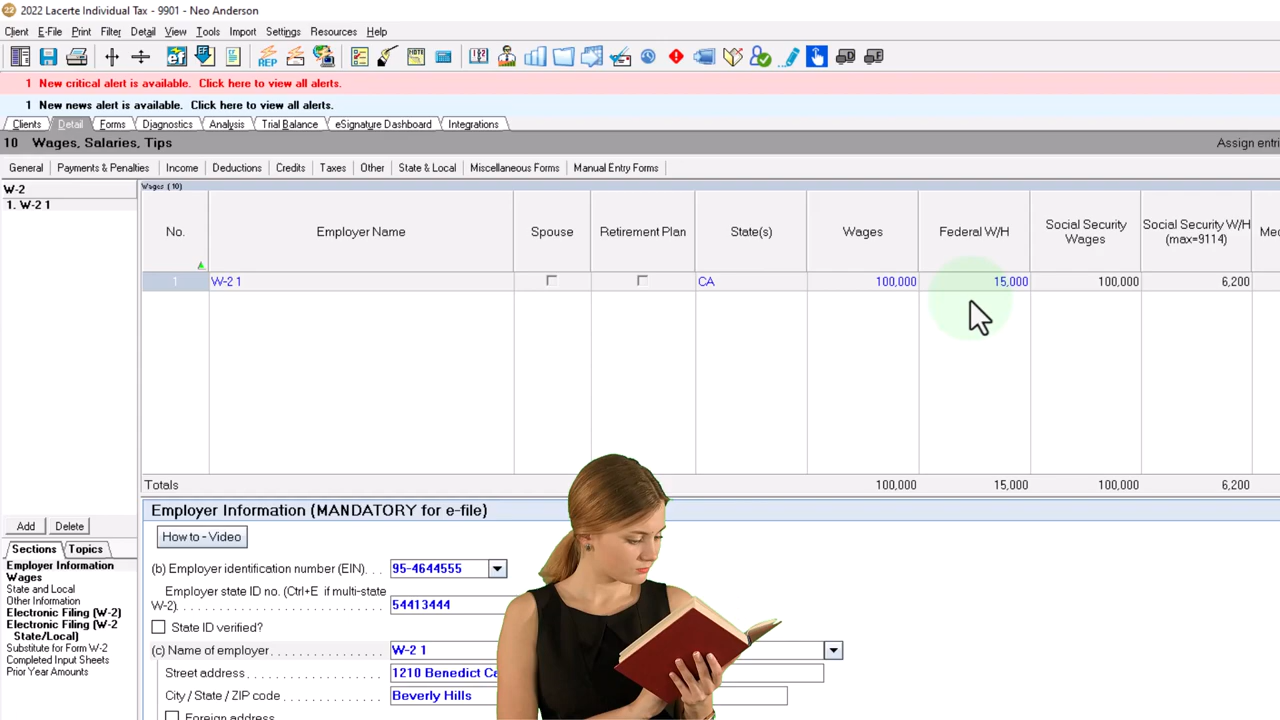 22 2022 Lacerte Individual Tax - 9901 - Neo Anderson
Client E-File Print Filter Detail View Tools Import Settings Resources Help
1 New critical alert is available. Click here to view all alerts.
1 New news alert is available. Click here to view all alerts.
Clients Detail Forms Diagnostics Analysis Trial Balance eSignature Dashboard Integrations
10 Wages, Salaries, Tips Assign entri
General Payments & Penalties Income Deductions Credits Taxes Other State & Local Miscellaneous Forms Manual Entry Forms
W-2
1. W-2 1
Wages (10)
No. Employer Name Spouse Retirement Plan State(s) Wages Federal W/H Social Security Wages Social Security W/H (max=9114) Med
1 W-2 1 CA 100,000 15,000 100,000 6,200
Totals 100,000 15,000 100,000 6,200
Add Delete
Sections Topics
Employer Information
Wages
State and Local
Other Information
Electronic Filing (W-2)
Electronic Filing (W-2
State/Local)
Substitute for Form W-2
Completed Input Sheets
Prior Year Amounts
Employer Information (MANDATORY for e-file)
How to - Video
(b) Employer identification number (EIN). . . 95-4644555
Employer state ID no. (Ctrl+E if multi-state
W-2). . . . . . . . . . . . . . . . . . . . . . . . . . . . . 54413444
State ID verified?
(c) Name of employer . . . . . . . . . . . . . . . W-2 1
Street address . . . . . . . . . . . . . . . . . . 1210 Benedict Ca
City / State / ZIP code . . . . . . . . . . . . . Beverly Hills
Foreign address